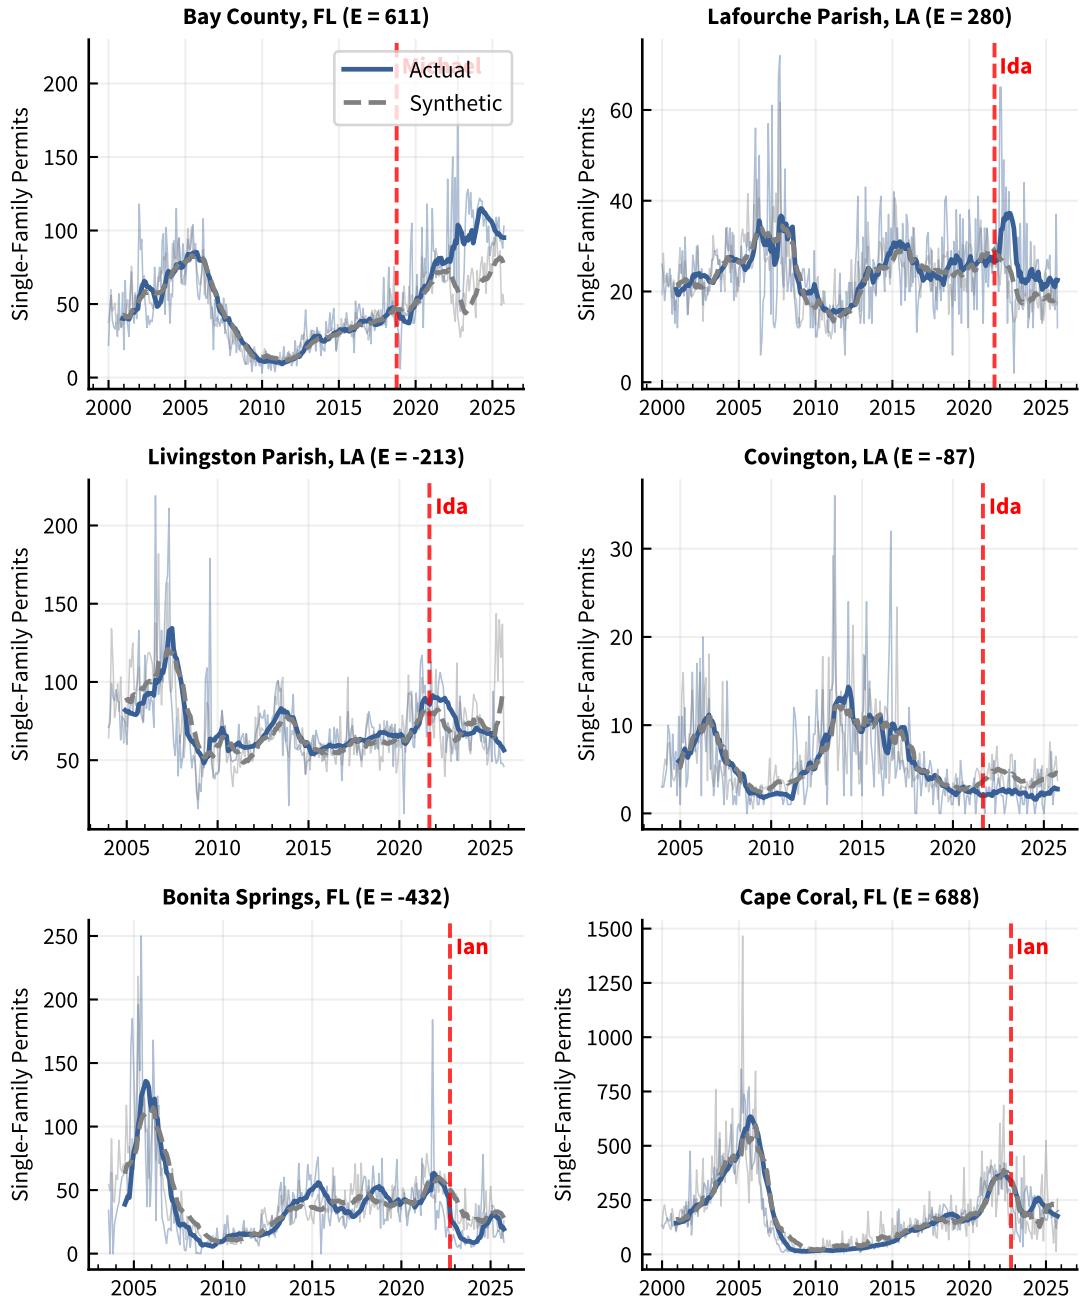 Bay County, FL (E = 611)
Single-Family Permits
200
150
100
50
0
2000 2005 2010 2015 2020 2025
Michael
Actual
Synthetic
Lafourche Parish, LA (E = 280)
Single-Family Permits
60
40
20
0
2000 2005 2010 2015 2020 2025
Ida
Livingston Parish, LA (E = -213)
Single-Family Permits
200
150
100
50
2005 2010 2015 2020 2025
Ida
Covington, LA (E = -87)
Single-Family Permits
30
20
10
0
2005 2010 2015 2020 2025
Ida
Bonita Springs, FL (E = -432)
Single-Family Permits
250
200
150
100
50
0
2005 2010 2015 2020 2025
Ian
Cape Coral, FL (E = 688)
Single-Family Permits
1500
1250
1000
750
500
250
0
2000 2005 2010 2015 2020 2025
Ian